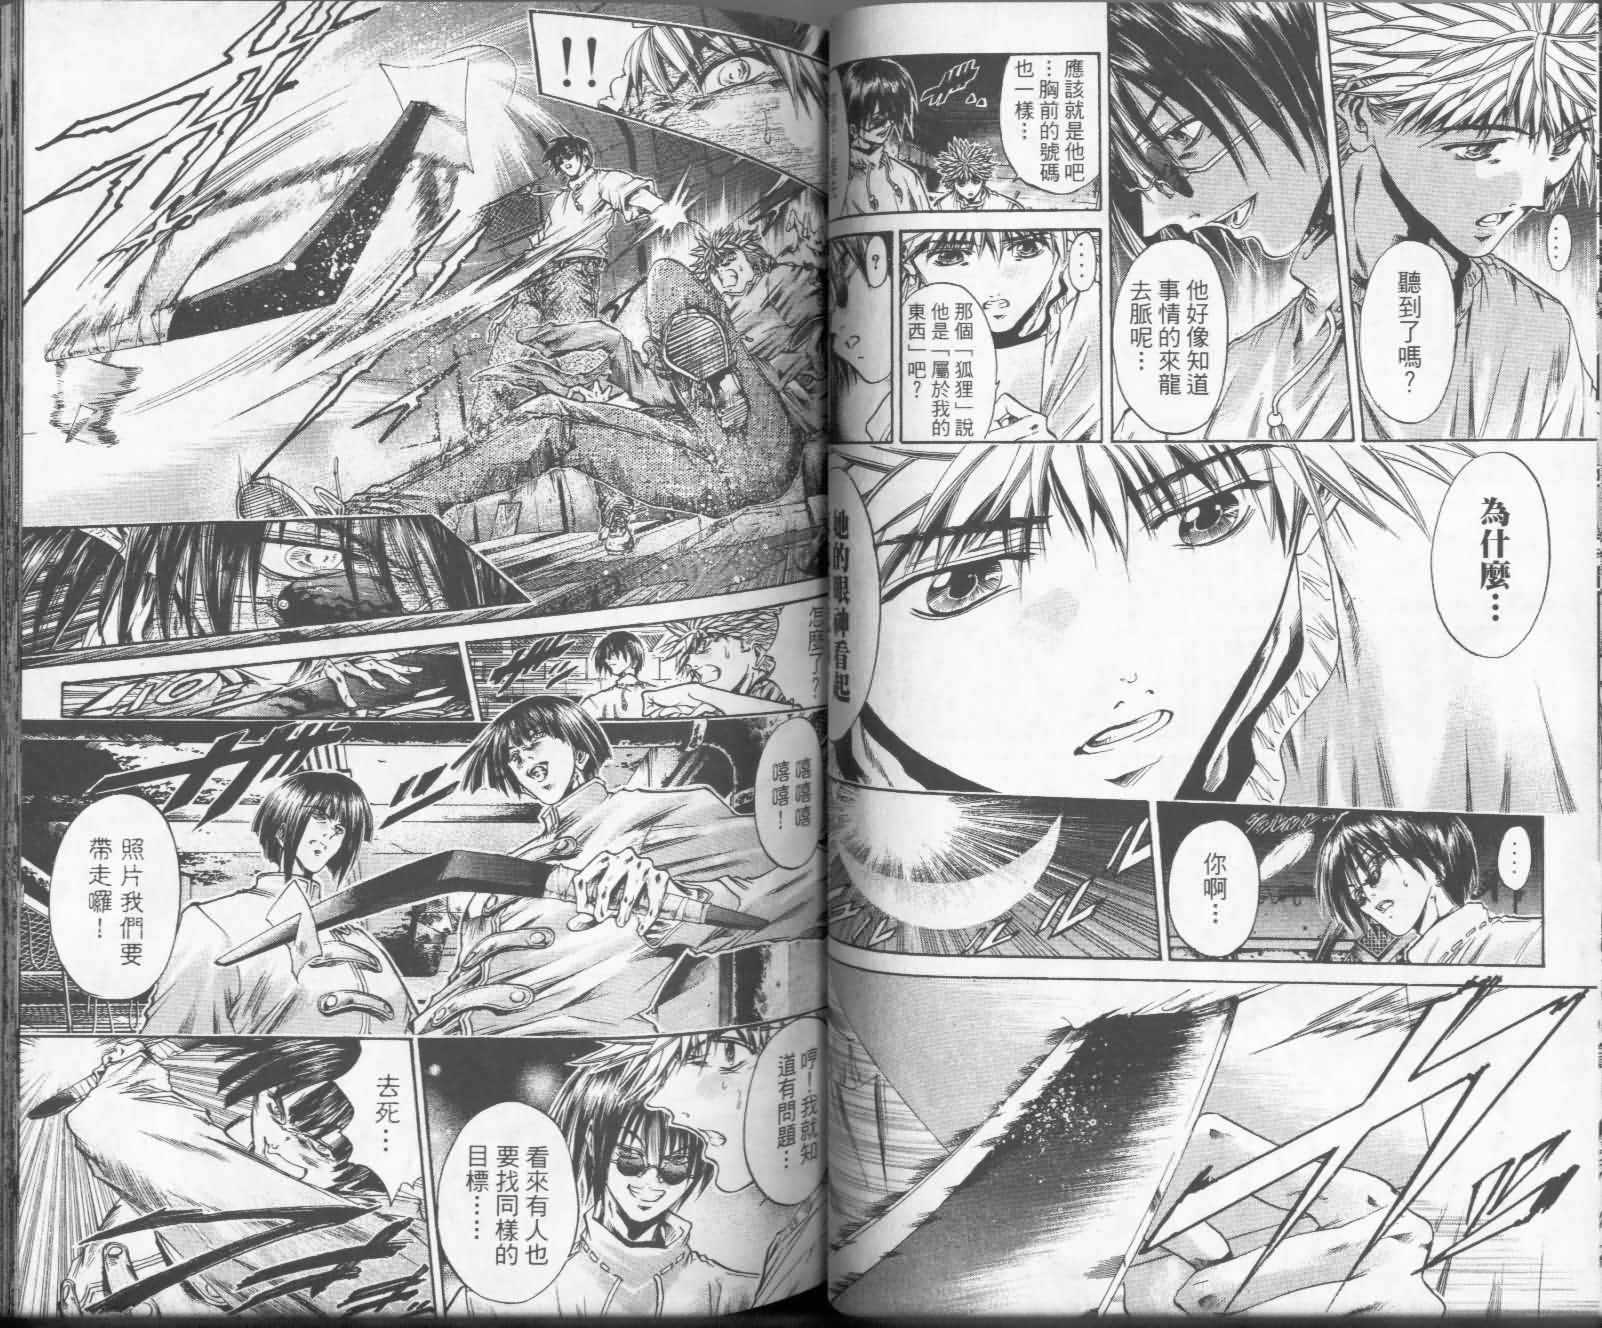 聽到了嗎?
‥‥
他好像知道
事情的來龍
去脈呢…
應該就是他吧
…胸前的號碼
也一樣…
‥‥
那個「狐狸」說
他是「屬於我的
東西」吧?
?
為什麼…
她的眼神看起
‥‥
你啊…
!!
怎麼了?
嘻嘻嘻
嘻嘻!
照片我們要
帶走囉!
哼!我就知
道有問題…
看來有人也
要找同樣的
目標……
去死…